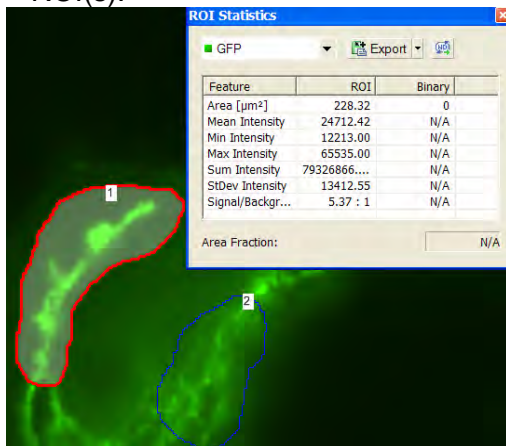 ROI(s).
ROI Statistics
GFP Export ROI
Feature ROI Binary
Area [µm²] 228.32 0
Mean Intensity 24712.42 N/A
Min Intensity 12213.00 N/A
Max Intensity 65535.00 N/A
Sum Intensity 79326866.... N/A
StDev Intensity 13412.55 N/A
Signal/Backgr... 5.37 : 1 N/A
Area Fraction: N/A
1
2